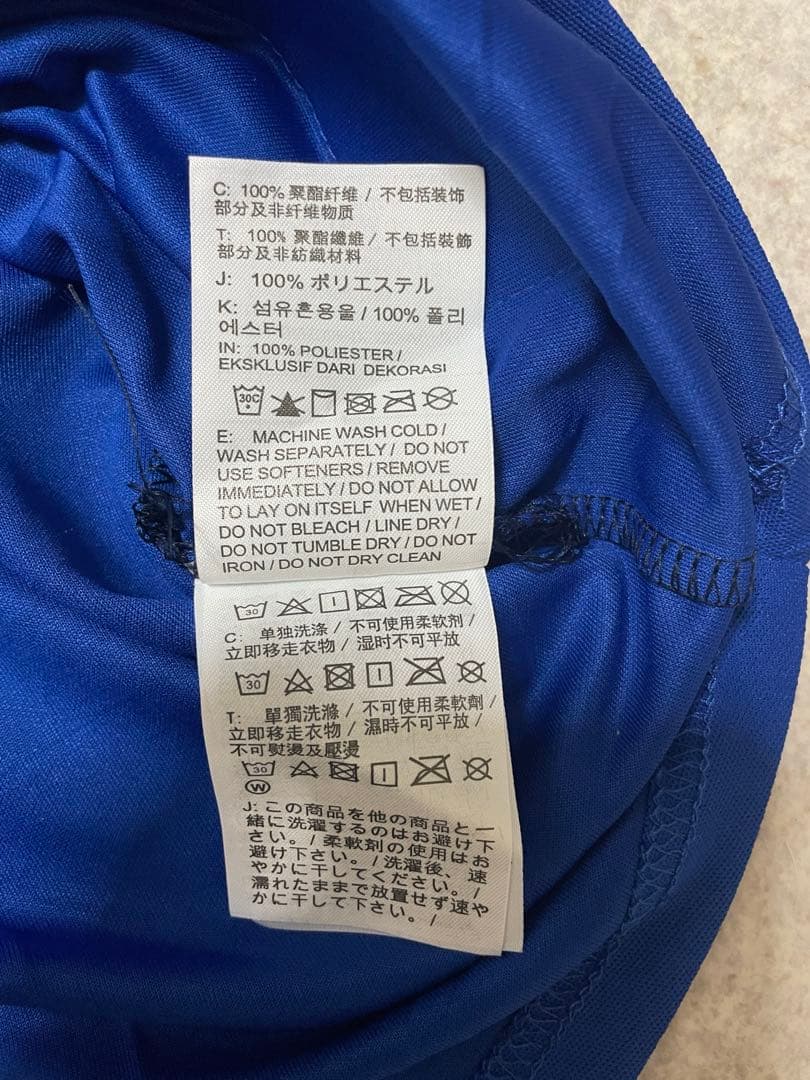 C: 100% 聚酯纤维 / 不包括装饰
部分及非纤维物质
T: 100% 聚酯纖維 / 不包括裝飾
部分及非紡織材料
J: 100% ポリエステル
K: 섬유혼용율 / 100% 폴리
에스터
IN: 100% POLIESTER /
EKSKLUSIF DARI DEKORASI
30C
E: MACHINE WASH COLD /
WASH SEPARATELY / DO NOT
USE SOFTENERS / REMOVE
IMMEDIATELY / DO NOT ALLOW
TO LAY ON ITSELF WHEN WET /
DO NOT BLEACH / LINE DRY /
DO NOT TUMBLE DRY / DO NOT
IRON / DO NOT DRY CLEAN
30
C: 单独洗涤 / 不可使用柔软剂 /
立即移走衣物 / 湿时不可平放
30
T: 單獨洗滌 / 不可使用柔軟劑 /
立即移走衣物 / 濕時不可平放 /
不可熨燙及壓燙
30
W
J: この商品を他の商品と一
緒に洗濯するのはお避け下
さい。/ 柔軟剤の使用はお
避け下さい。/ 洗濯後、速
やかに干してください。/
濡れたままで放置せず速や
かに干して下さい。/